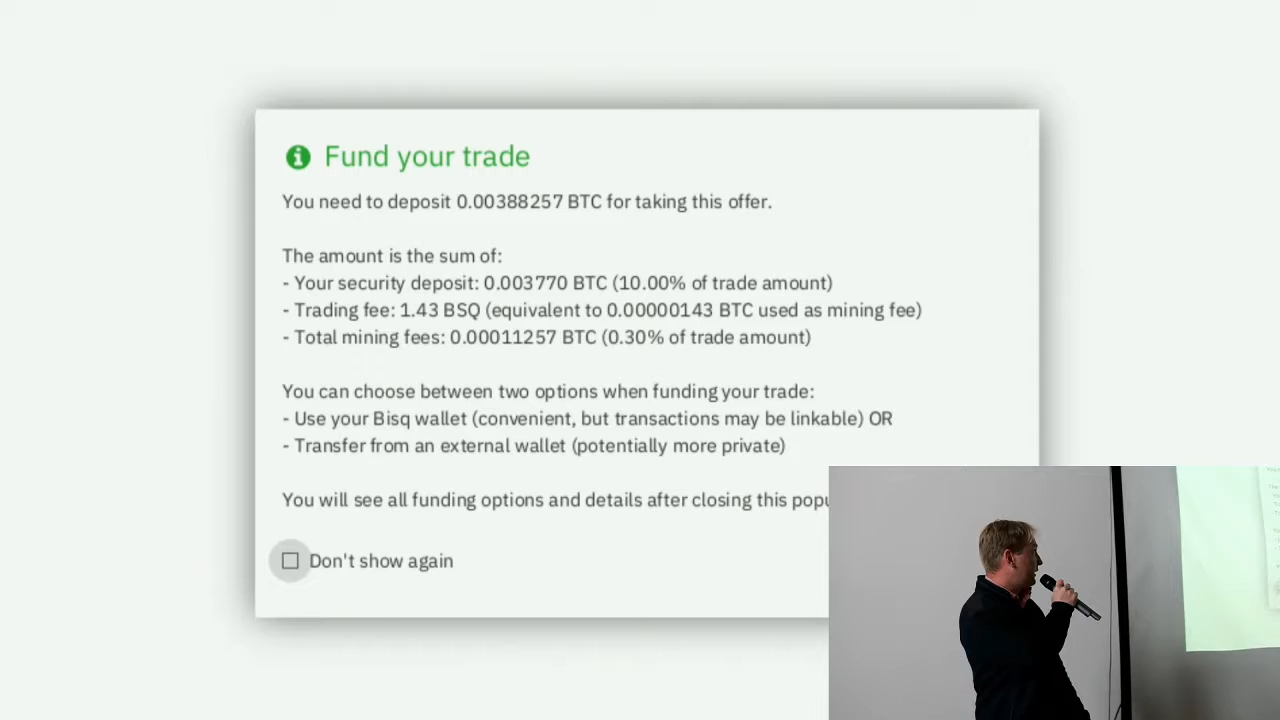 Fund your trade
You need to deposit 0.00388257 BTC for taking this offer.
The amount is the sum of:
- Your security deposit: 0.003770 BTC (10.00% of trade amount)
- Trading fee: 1.43 BSQ (equivalent to 0.00000143 BTC used as mining fee)
- Total mining fees: 0.00011257 BTC (0.30% of trade amount)
You can choose between two options when funding your trade:
- Use your Bisq wallet (convenient, but transactions may be linkable) OR
- Transfer from an external wallet (potentially more private)
You will see all funding options and details after closing this popu
Don't show again